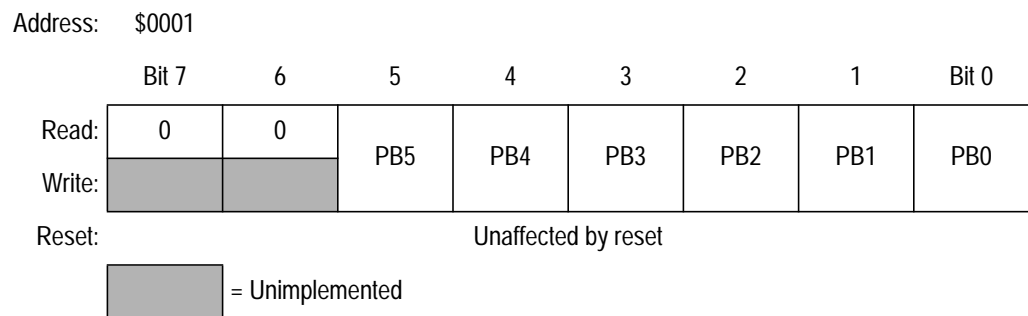 Address: $0001
Bit 7 6 5 4 3 2 1 Bit 0
Read: 0 0
PB5 PB4 PB3 PB2 PB1 PB0
Write:
Reset: Unaffected by reset
= Unimplemented